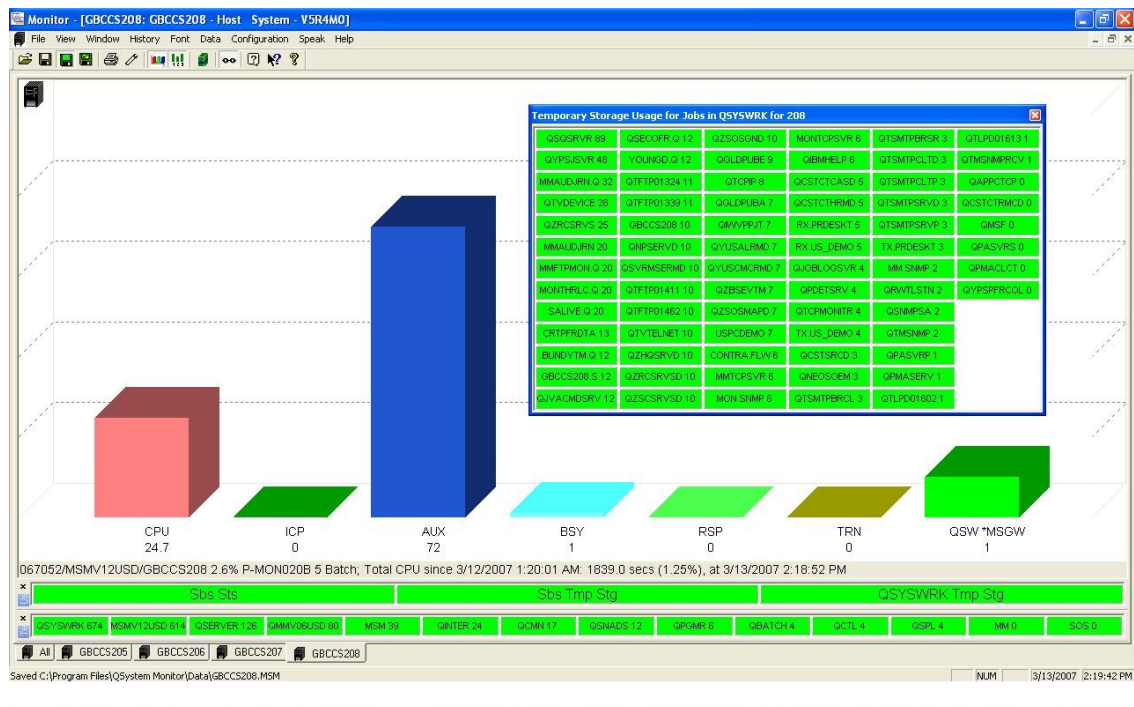 Monitor - [GBCCS208: GBCCS208 - Host System - V5R4M0]
File View Window History Font Data Configuration Speak Help
Temporary Storage Usage for Jobs in QSYSWRK for 208
QSQSRVR 89 QSECOFR.Q 12 QZSOSGND 10 MONTCPSVR 6 QTSMTPBRSR 3 QTLPD01613 1
QYPSJSVR 48 YOUNGD.Q 12 QGLDPUBE 9 QIBMHELP 6 QTSMTPCLTD 3 QTMSNMPRCV 1
MMAUDJRN.Q 32 QTFTP01324 11 QTCPIP 8 QCSTCTCASD 5 QTSMTPCLTP 3 QAPPCTCP 0
QTVDEVICE 28 QTFTP01339 11 QGLDPUBA 7 QCSTCTHRMD 5 QTSMTPSRVD 3 QCSTCTRMCD 0
QZRCSRVS 25 GBCCS208 10 QIWVPPJT 7 RX.PRDESKT 5 QTSMTPSRVP 3 QMSF 0
MMAUDJRN 20 QNPSERVD 10 QYUSALRMD 7 RX.US_DEMO 5 TX.PRDESKT 3 QPASVRS 0
MMFTPMON.Q 20 QSVRMSERMD 10 QYUSCMCRMD 7 QJOBLOGSVR 4 MM.SNMP 2 QPMACLCT 0
MONTHRLC.Q 20 QTFTP01411 10 QZBSEVTM 7 QPDETSRV 4 QRWTLSTN 2 QYPSPFRCOL 0
SALIVE.Q 20 QTFTP01462 10 QZSOSMAPD 7 QTCPMONITR 4 QSNMPSA 2
CRTPFRDTA 13 QTVTELNET 10 USPCDEMO 7 TX.US_DEMO 4 QTMSNMP 2
BUNDYTM.Q 12 QZHQSRVD 10 CONTRA.FLW 6 QCSTSRCD 3 QPASVRP 1
GBCCS208.S 12 QZRCSRVSD 10 MMTCPSVR 6 QNEOSOEM 3 QPMASERV 1
QJVACMDSRV 12 QZSCSRVSD 10 MON.SNMP 6 QTSMTPBRCL 3 QTLPD01602 1
CPU ICP AUX BSY RSP TRN QSW *MSGW
24.7 0 72 1 0 0 1
067052/MSMV12USD/GBCCS208 2.6% P-MON020B 5 Batch; Total CPU since 3/12/2007 1:20:01 AM: 1839.0 secs (1.25%), at 3/13/2007 2:18:52 PM
Sbs Sts Sbs Tmp Stg QSYSWRK Tmp Stg
QSYSWRK 674 MSMV12USD 614 QSERVER 126 QMMV06USD 80 MSM 39 QINTER 24 QCMN 17 QSNADS 12 QPGMR 6 QBATCH 4 QCTL 4 QSPL 4 MM 0 SOS 0
All GBCCS205 GBCCS206 GBCCS207 GBCCS208
Saved C:\Program Files\QSystem Monitor\Data\GBCCS208.MSM NUM 3/13/2007 2:19:42 PM